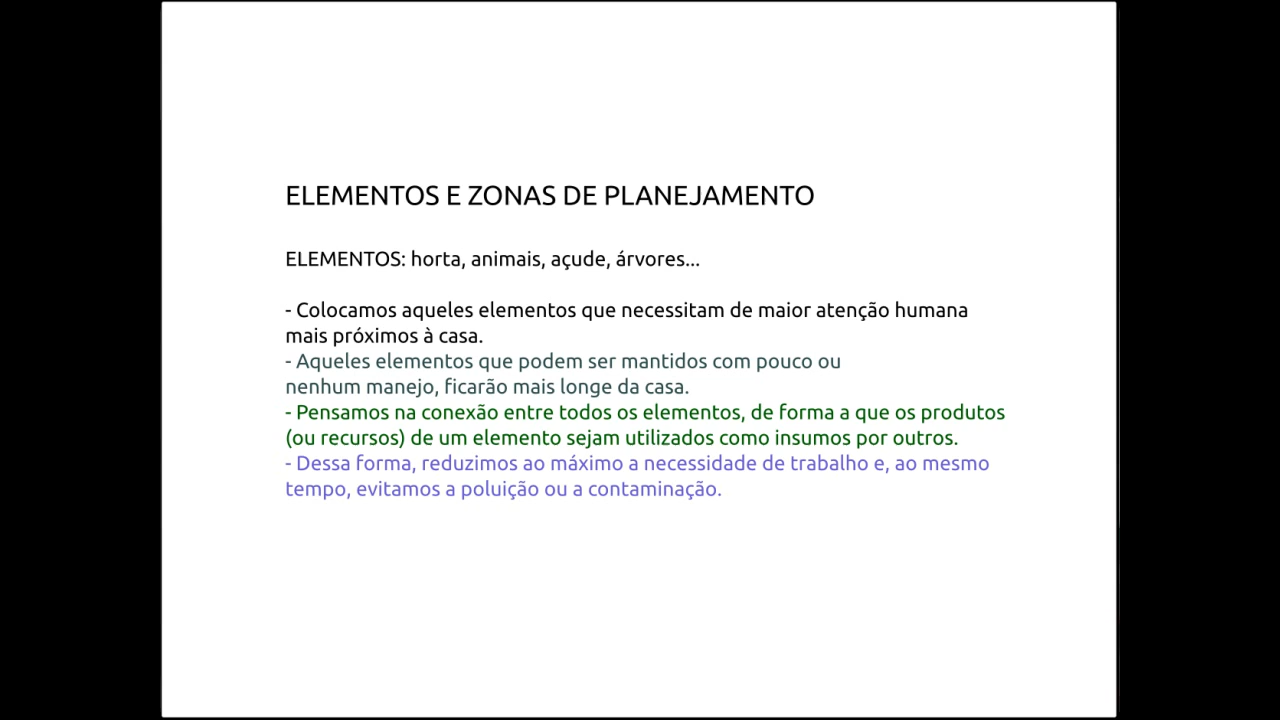 ELEMENTOS E ZONAS DE PLANEJAMENTO
ELEMENTOS: horta, animais, açude, árvores...
- Colocamos aqueles elementos que necessitam de maior atenção humana
mais próximos à casa.
- Aqueles elementos que podem ser mantidos com pouco ou
nenhum manejo, ficarão mais longe da casa.
- Pensamos na conexão entre todos os elementos, de forma a que os produtos
(ou recursos) de um elemento sejam utilizados como insumos por outros.
- Dessa forma, reduzimos ao máximo a necessidade de trabalho e, ao mesmo
tempo, evitamos a poluição ou a contaminação.